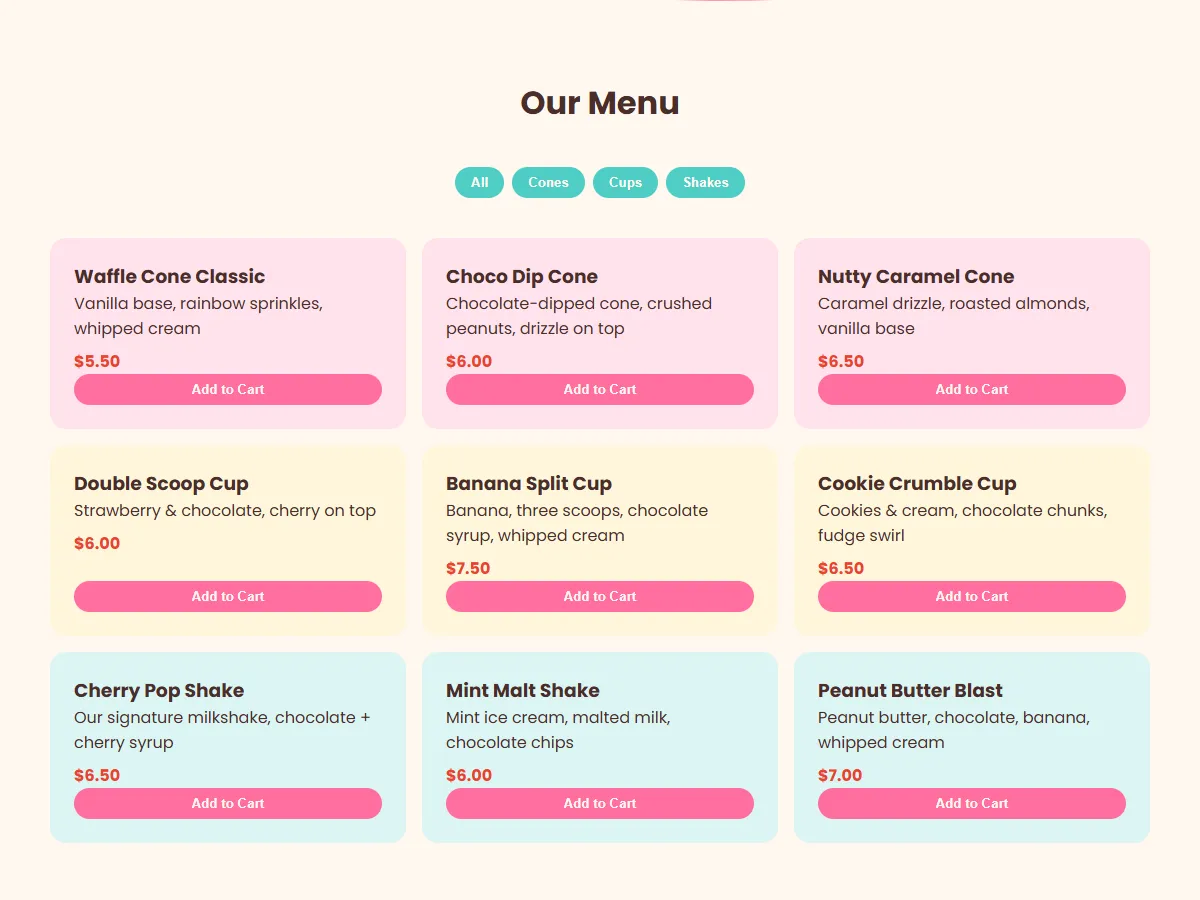 Our Menu
All
Cones
Cups
Shakes
Waffle Cone Classic
Vanilla base, rainbow sprinkles,
whipped cream
$5.50
Add to Cart
Choco Dip Cone
Chocolate-dipped cone, crushed
peanuts, drizzle on top
$6.00
Add to Cart
Nutty Caramel Cone
Caramel drizzle, roasted almonds,
vanilla base
$6.50
Add to Cart
Double Scoop Cup
Strawberry & chocolate, cherry on top
$6.00
Add to Cart
Banana Split Cup
Banana, three scoops, chocolate
syrup, whipped cream
$7.50
Add to Cart
Cookie Crumble Cup
Cookies & cream, chocolate chunks,
fudge swirl
$6.50
Add to Cart
Cherry Pop Shake
Our signature milkshake, chocolate +
cherry syrup
$6.50
Add to Cart
Mint Malt Shake
Mint ice cream, malted milk,
chocolate chips
$6.00
Add to Cart
Peanut Butter Blast
Peanut butter, chocolate, banana,
whipped cream
$7.00
Add to Cart